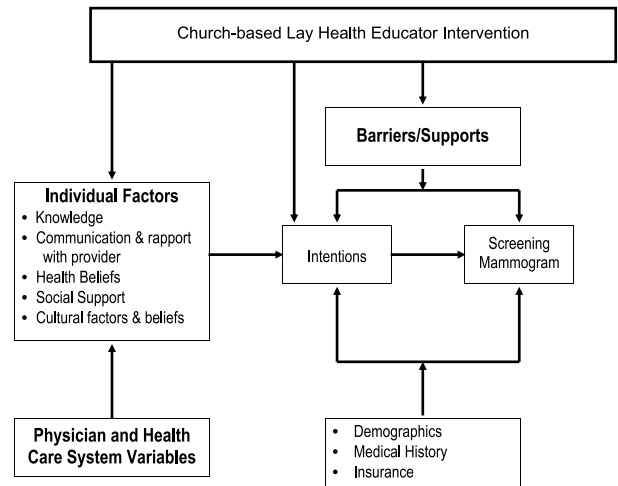 Church-based Lay Health Educator Intervention
Barriers/Supports
Individual Factors
• Knowledge
• Communication & rapport
with provider
• Health Beliefs
• Social Support
• Cultural factors & beliefs
Intentions
Screening
Mammogram
Physician and Health
Care System Variables
• Demographics
• Medical History
• Insurance